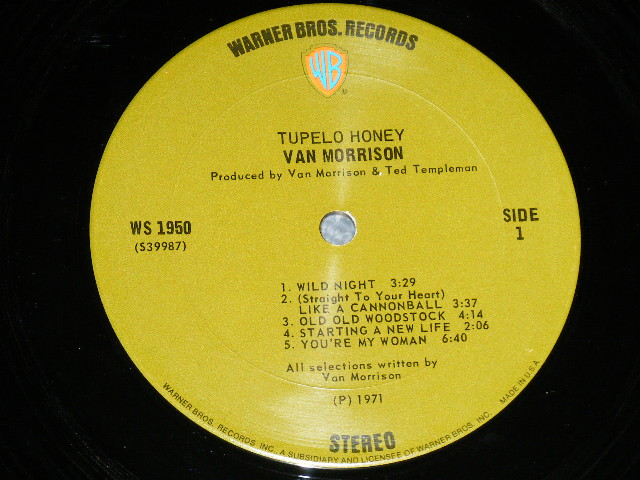 WARNER BROS. RECORDS
WB
®
TUPELO HONEY
VAN MORRISON
Produced by Van Morrison & Ted Templeman
WS 1950
(S39987)
SIDE
1
1. WILD NIGHT 3:29
2. (Straight To Your Heart)
LIKE A CANNONBALL 3:37
3. OLD OLD WOODSTOCK 4:14
4. STARTING A NEW LIFE 2:06
5. YOU'RE MY WOMAN 6:40
All selections written by
Van Morrison
(P) 1971
STEREO
WARNER BROS. RECORDS INC., A SUBSIDIARY AND LICENSEE OF WARNER BROS. INC. MADE IN U.S.A.